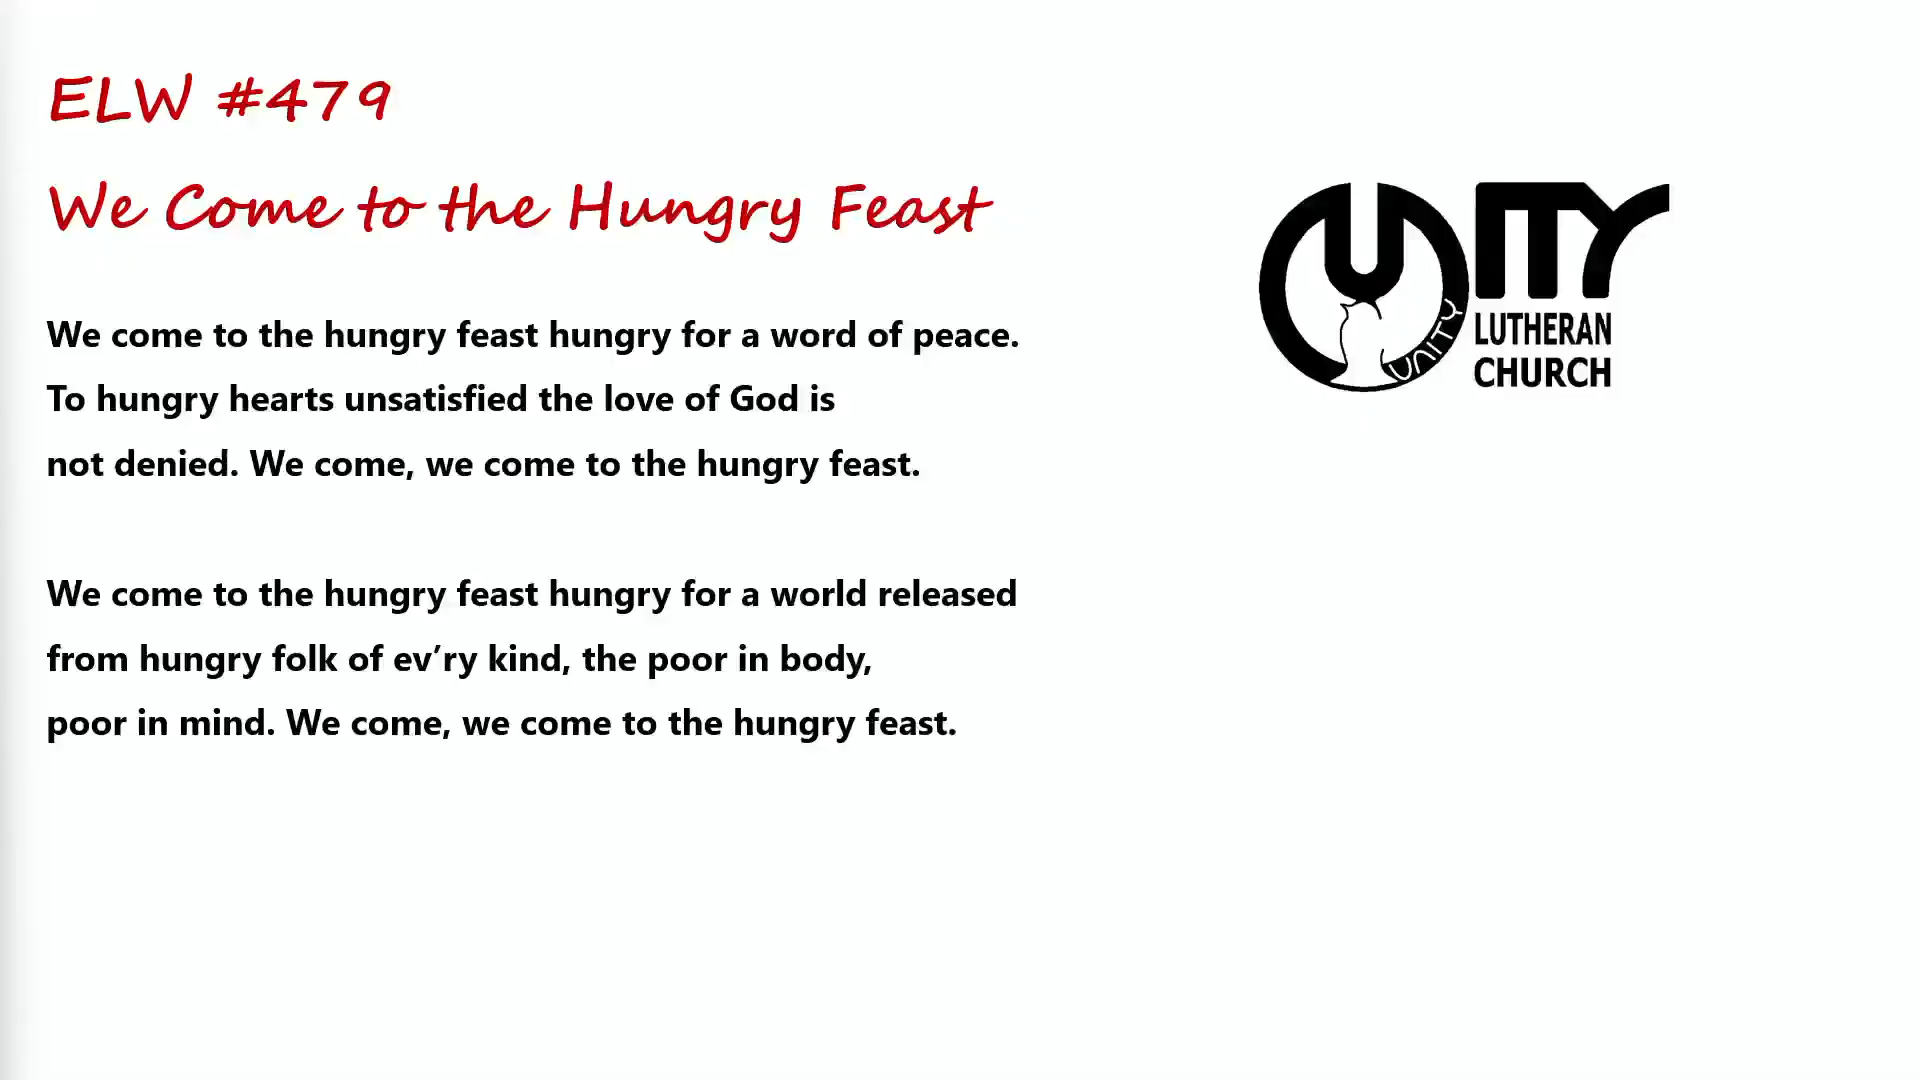 ELW #479
We Come to the Hungry Feast
We come to the hungry feast hungry for a word of peace.
To hungry hearts unsatisfied the love of God is
not denied. We come, we come to the hungry feast.
We come to the hungry feast hungry for a world released
from hungry folk of ev’ry kind, the poor in body,
poor in mind. We come, we come to the hungry feast.
UNITY
UNITY
LUTHERAN
CHURCH